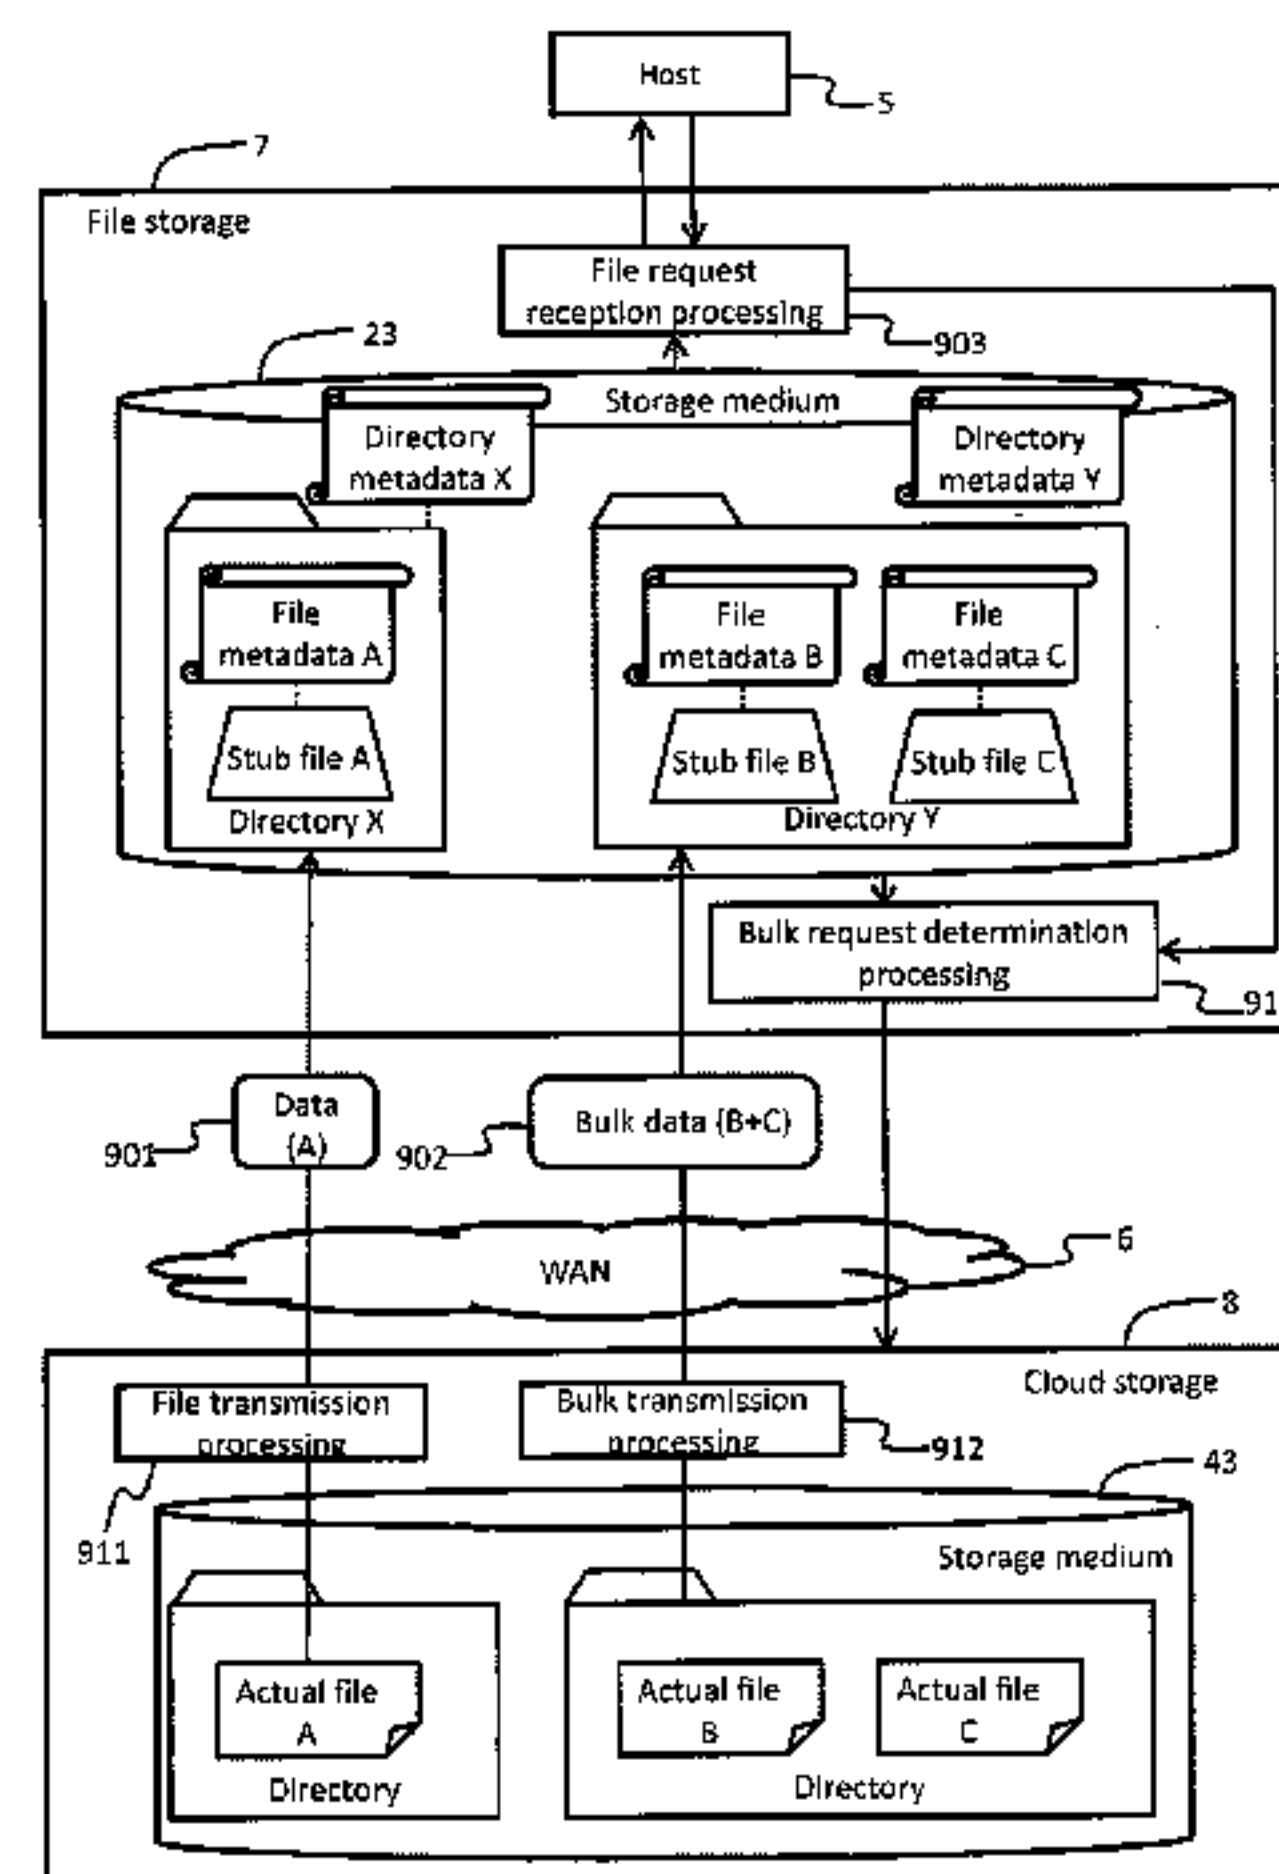 Host
5
7
File storage
File request
reception processing
903
23
Storage medium
Directory
metadata X
Directory
metadata Y
File
metadata A
File
metadata B
File
metadata C
Stub file A
Stub file B
Stub file C
Directory X
Directory Y
Bulk request determination
processing
91
Data
(A)
901
Bulk data (B+C)
902
WAN
6
8
Cloud storage
File transmission
processing
911
Bulk transmission
processing
912
43
Storage medium
Actual file
A
Actual file
B
Actual file
C
Directory
Directory